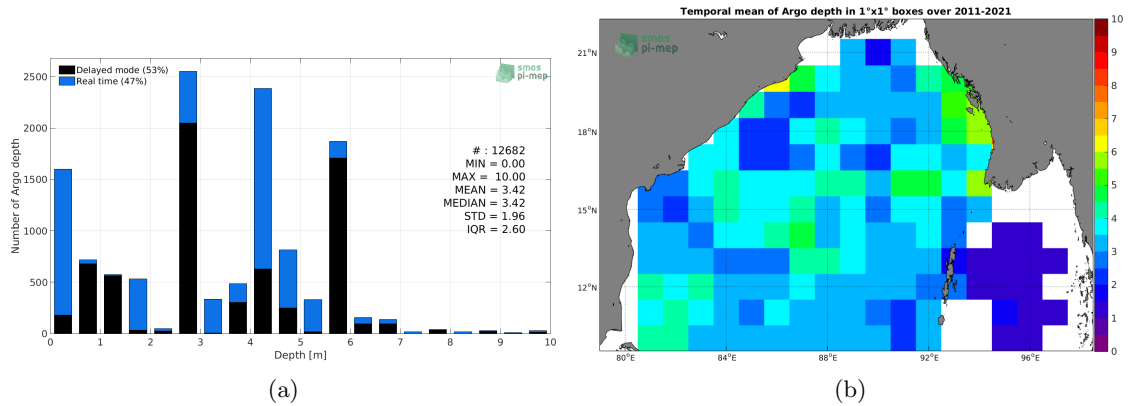 Delayed mode (53%)
Real time (47%)
smos
pi-mep
# : 12682
MIN = 0.00
MAX = 10.00
MEAN = 3.42
MEDIAN = 3.42
STD = 1.96
IQR = 2.60
Number of Argo depth
2500
2000
1500
1000
500
0
0 1 2 3 4 5 6 7 8 9 10
Depth [m]
(a)
Temporal mean of Argo depth in 1°x1° boxes over 2011-2021
smos
pi-mep
21°N
18°N
15°N
12°N
80°E 84°E 88°E 92°E 96°E
10
9
8
7
6
5
4
3
2
1
0
(b)